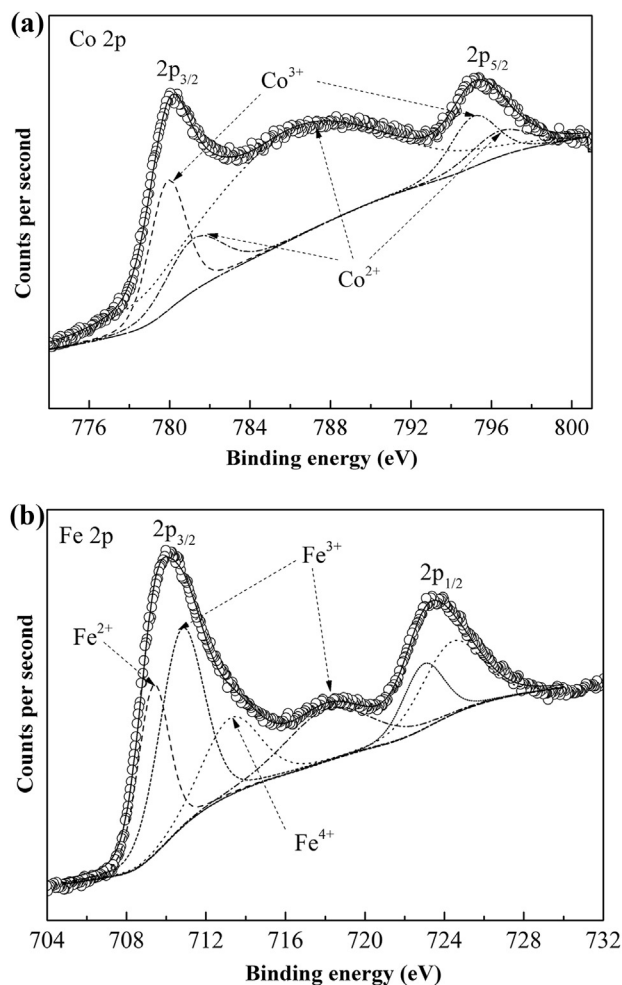 (a)
Co 2p
2p3/2
Co3+
2p5/2
Co2+
Counts per second
776 780 784 788 792 796 800
Binding energy (eV)
(b)
Fe 2p
2p3/2
Fe3+
2p1/2
Fe2+
Fe4+
Counts per second
704 708 712 716 720 724 728 732
Binding energy (eV)